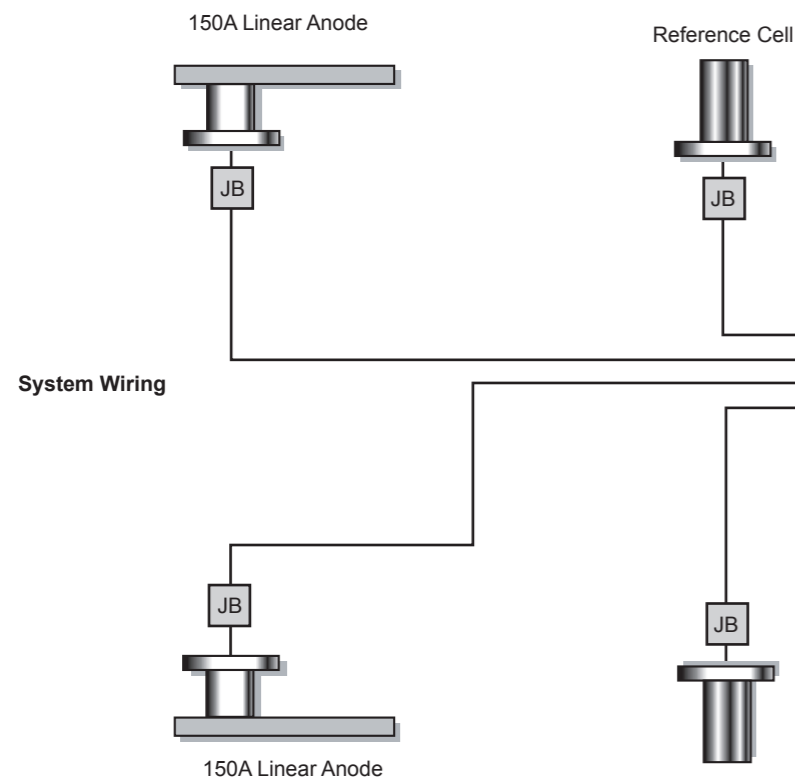 150A Linear Anode
Reference Cell
JB
JB
System Wiring
JB
JB
150A Linear Anode